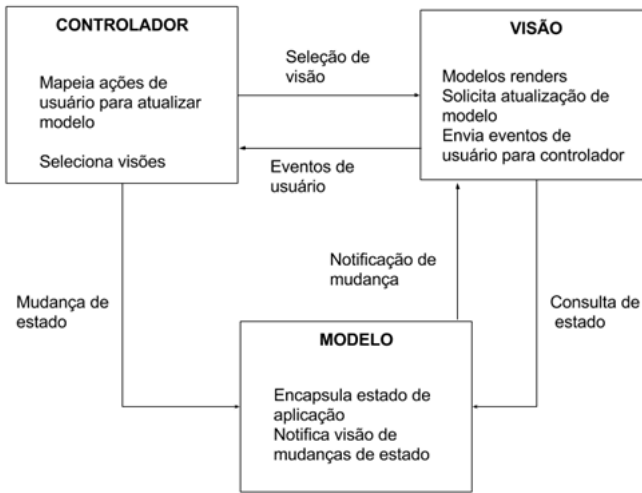 CONTROLADOR
Mapeia ações de
usuário para atualizar
modelo
Seleciona visões
Seleção de
visão
Eventos de
usuário
VISÃO
Modelos renders
Solicita atualização de
modelo
Envia eventos de
usuário para controlador
Mudança de
estado
Notificação de
mudança
Consulta de
estado
MODELO
Encapsula estado de
aplicação
Notifica visão de
mudanças de estado